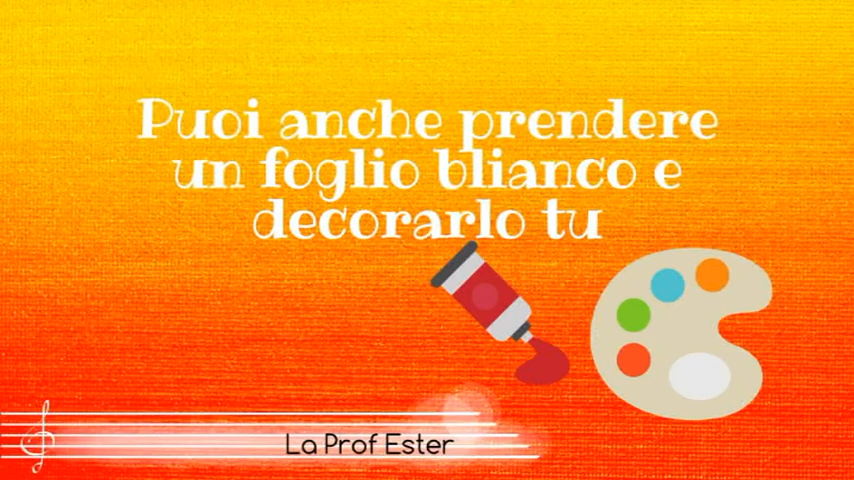 Puoi anche prendere
un foglio blianco e
decorarlo tu
La Prof Ester